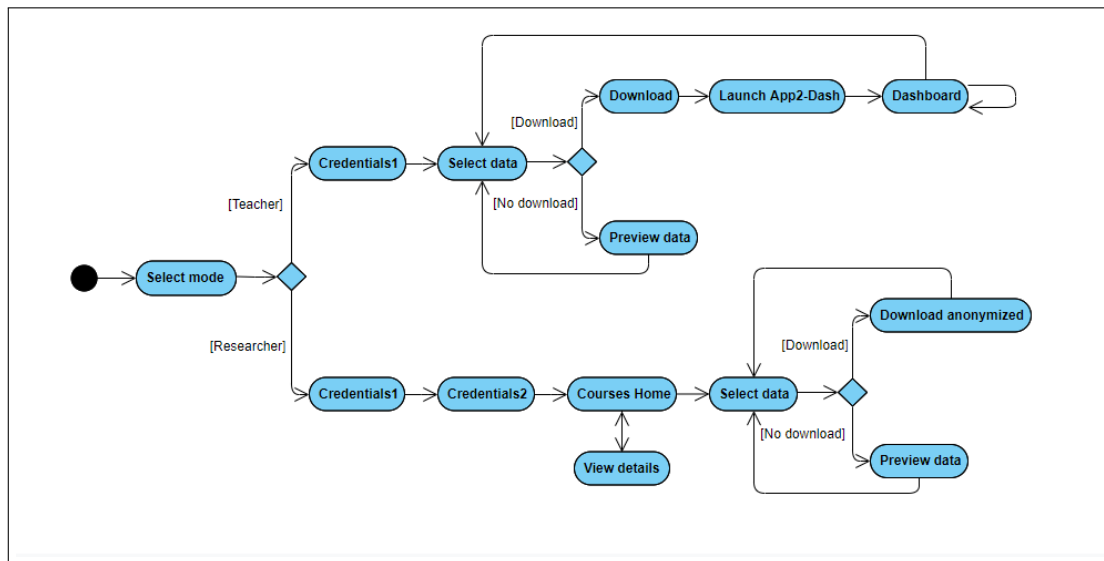 Download
Launch App2-Dash
Dashboard
[Download]
Credentials1
Select data
[Teacher]
[No download]
Preview data
Select mode
Download anonymized
[Researcher]
[Download]
Credentials1
Credentials2
Courses Home
Select data
[No download]
View details
Preview data